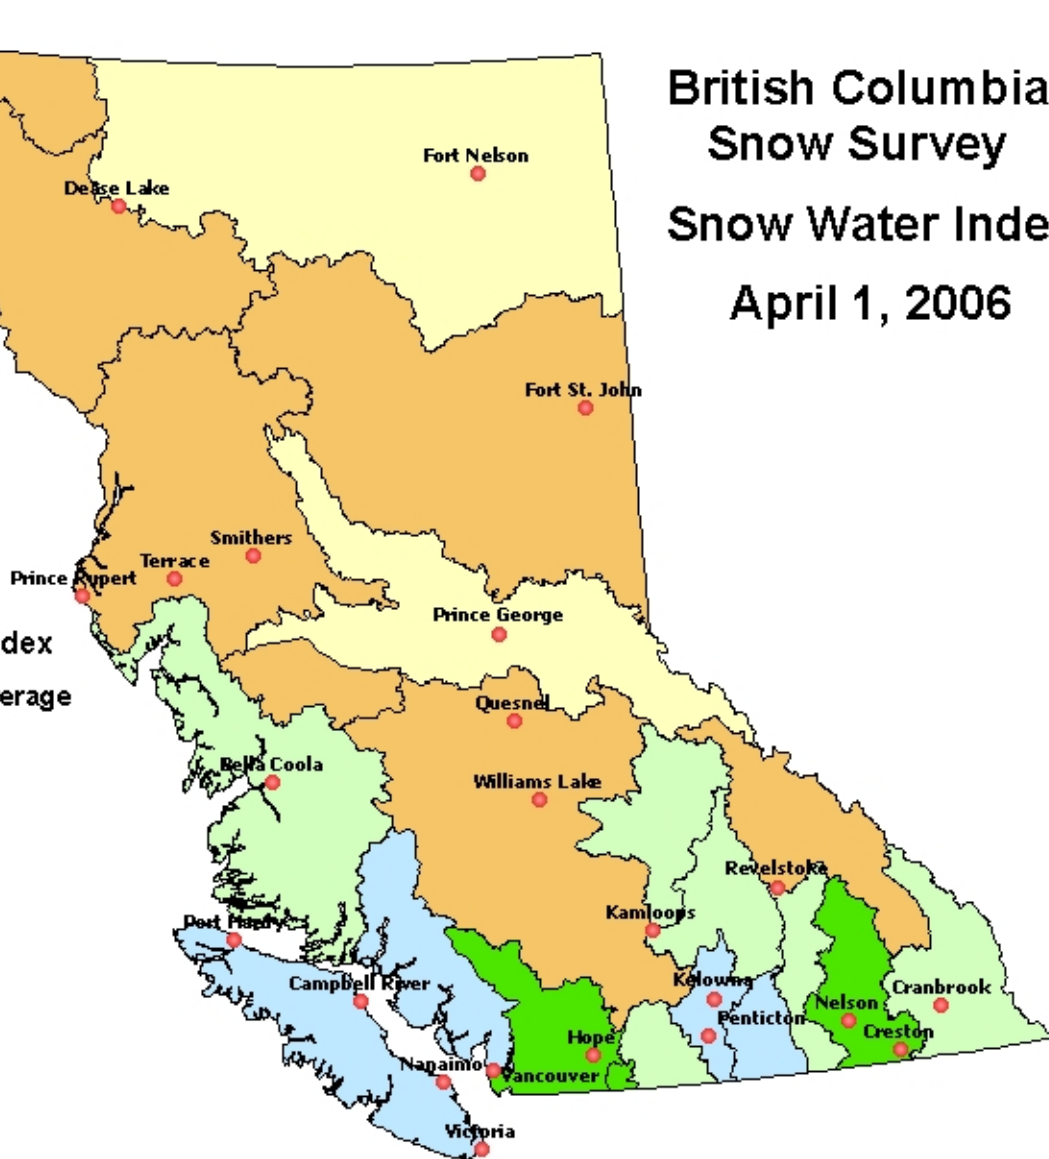 British Columbia
Snow Survey
Snow Water Inde
April 1, 2006
Fort Nelson
Dease Lake
Fort St. John
Smithers
Terrace
Prince Rupert
Prince George
dex
erage
Quesnel
Bella Coola
Williams Lake
Revelstoke
Kamloops
Port Hardy
Campbell River
Kelowna
Cranbrook
Nelson
Penticton
Creston
Hope
Nanaimo
Vancouver
Victoria